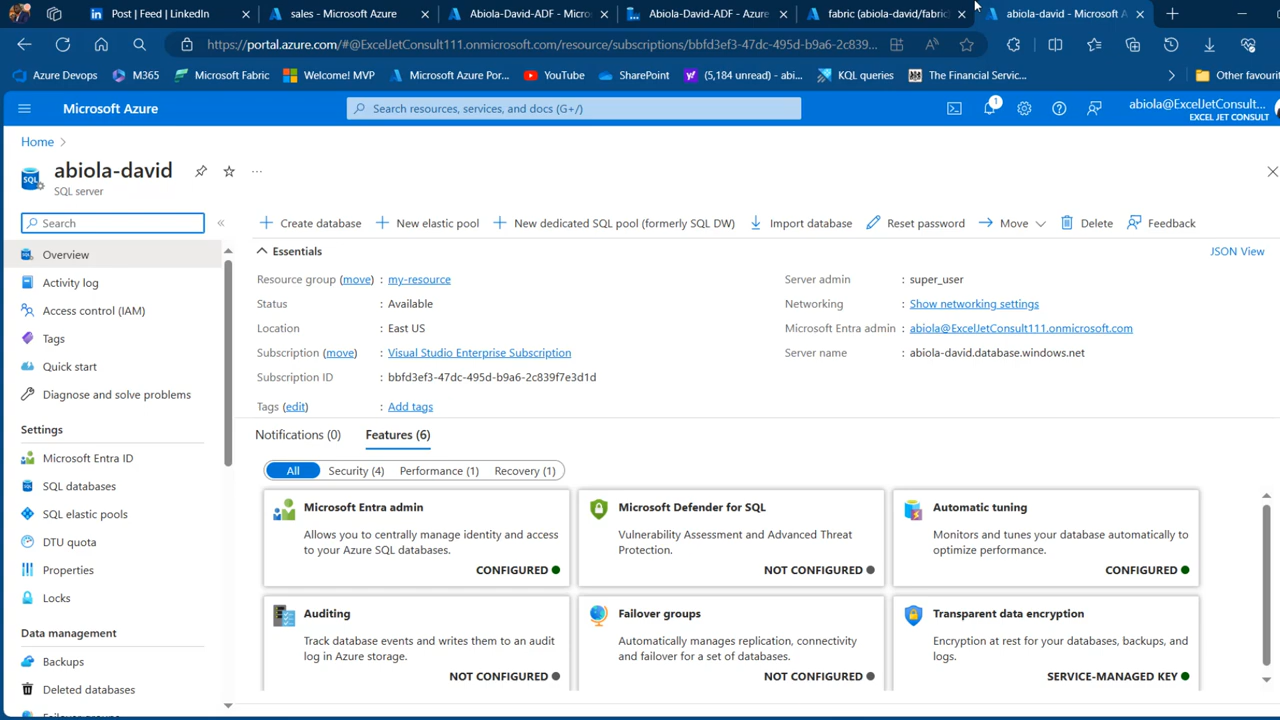 Post | Feed | LinkedIn
sales - Microsoft Azure
Abiola-David-ADF - Micros
Abiola-David-ADF - Azure
fabric (abiola-david/fabric)
abiola-david - Microsoft A
https://portal.azure.com/#@ExcelJetConsult111.onmicrosoft.com/resource/subscriptions/bbfd3ef3-47dc-495d-b9a6-2c839...
Azure Devops
M365
Microsoft Fabric
Welcome! MVP
Microsoft Azure Por...
YouTube
SharePoint
(5,184 unread) - abi...
KQL queries
The Financial Servic...
Other favourit
Microsoft Azure
Search resources, services, and docs (G+/)
1
abiola@ExcelJetConsult...
EXCEL JET CONSULT
Home >
abiola-david
SQL server
Search
Create database
New elastic pool
New dedicated SQL pool (formerly SQL DW)
Import database
Reset password
Move
Delete
Feedback
Overview
Activity log
Access control (IAM)
Tags
Quick start
Diagnose and solve problems
Settings
Microsoft Entra ID
SQL databases
SQL elastic pools
DTU quota
Properties
Locks
Data management
Backups
Deleted databases
Failover groups
Essentials
JSON View
Resource group (move) : my-resource
Status : Available
Location : East US
Subscription (move) : Visual Studio Enterprise Subscription
Subscription ID : bbfd3ef3-47dc-495d-b9a6-2c839f7e3d1d
Tags (edit) : Add tags
Server admin : super_user
Networking : Show networking settings
Microsoft Entra admin : abiola@ExcelJetConsult111.onmicrosoft.com
Server name : abiola-david.database.windows.net
Notifications (0)
Features (6)
All
Security (4)
Performance (1)
Recovery (1)
Microsoft Entra admin
Allows you to centrally manage identity and access
to your Azure SQL databases.
CONFIGURED
Microsoft Defender for SQL
Vulnerability Assessment and Advanced Threat
Protection.
NOT CONFIGURED
Automatic tuning
Monitors and tunes your database automatically to
optimize performance.
CONFIGURED
Auditing
Track database events and writes them to an audit
log in Azure storage.
NOT CONFIGURED
Failover groups
Automatically manages replication, connectivity
and failover for a set of databases.
NOT CONFIGURED
Transparent data encryption
Encryption at rest for your databases, backups, and
logs.
SERVICE-MANAGED KEY